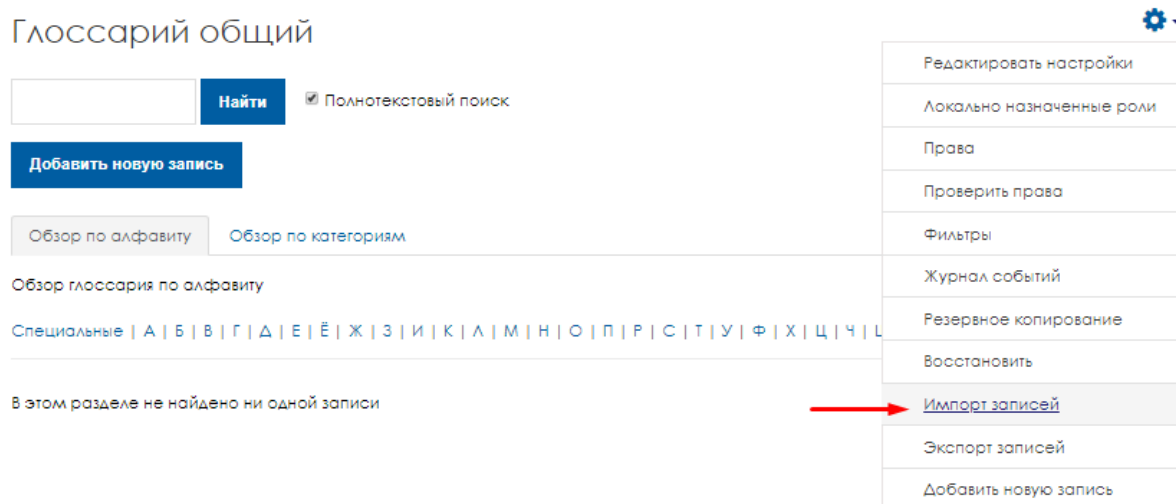 Глоссарий общий
Найти
Полнотекстовый поиск
Добавить новую запись
Обзор по алфавиту
Обзор по категориям
Обзор глоссария по алфавиту
Специальные | А | Б | В | Г | Д | Е | Ё | Ж | З | И | К | Л | М | Н | О | П | Р | С | Т | У | Ф | Х | Ц | Ч |
В этом разделе не найдено ни одной записи
Редактировать настройки
Локально назначенные роли
Права
Проверить права
Фильтры
Журнал событий
Резервное копирование
Восстановить
Импорт записей
Экспорт записей
Добавить новую запись